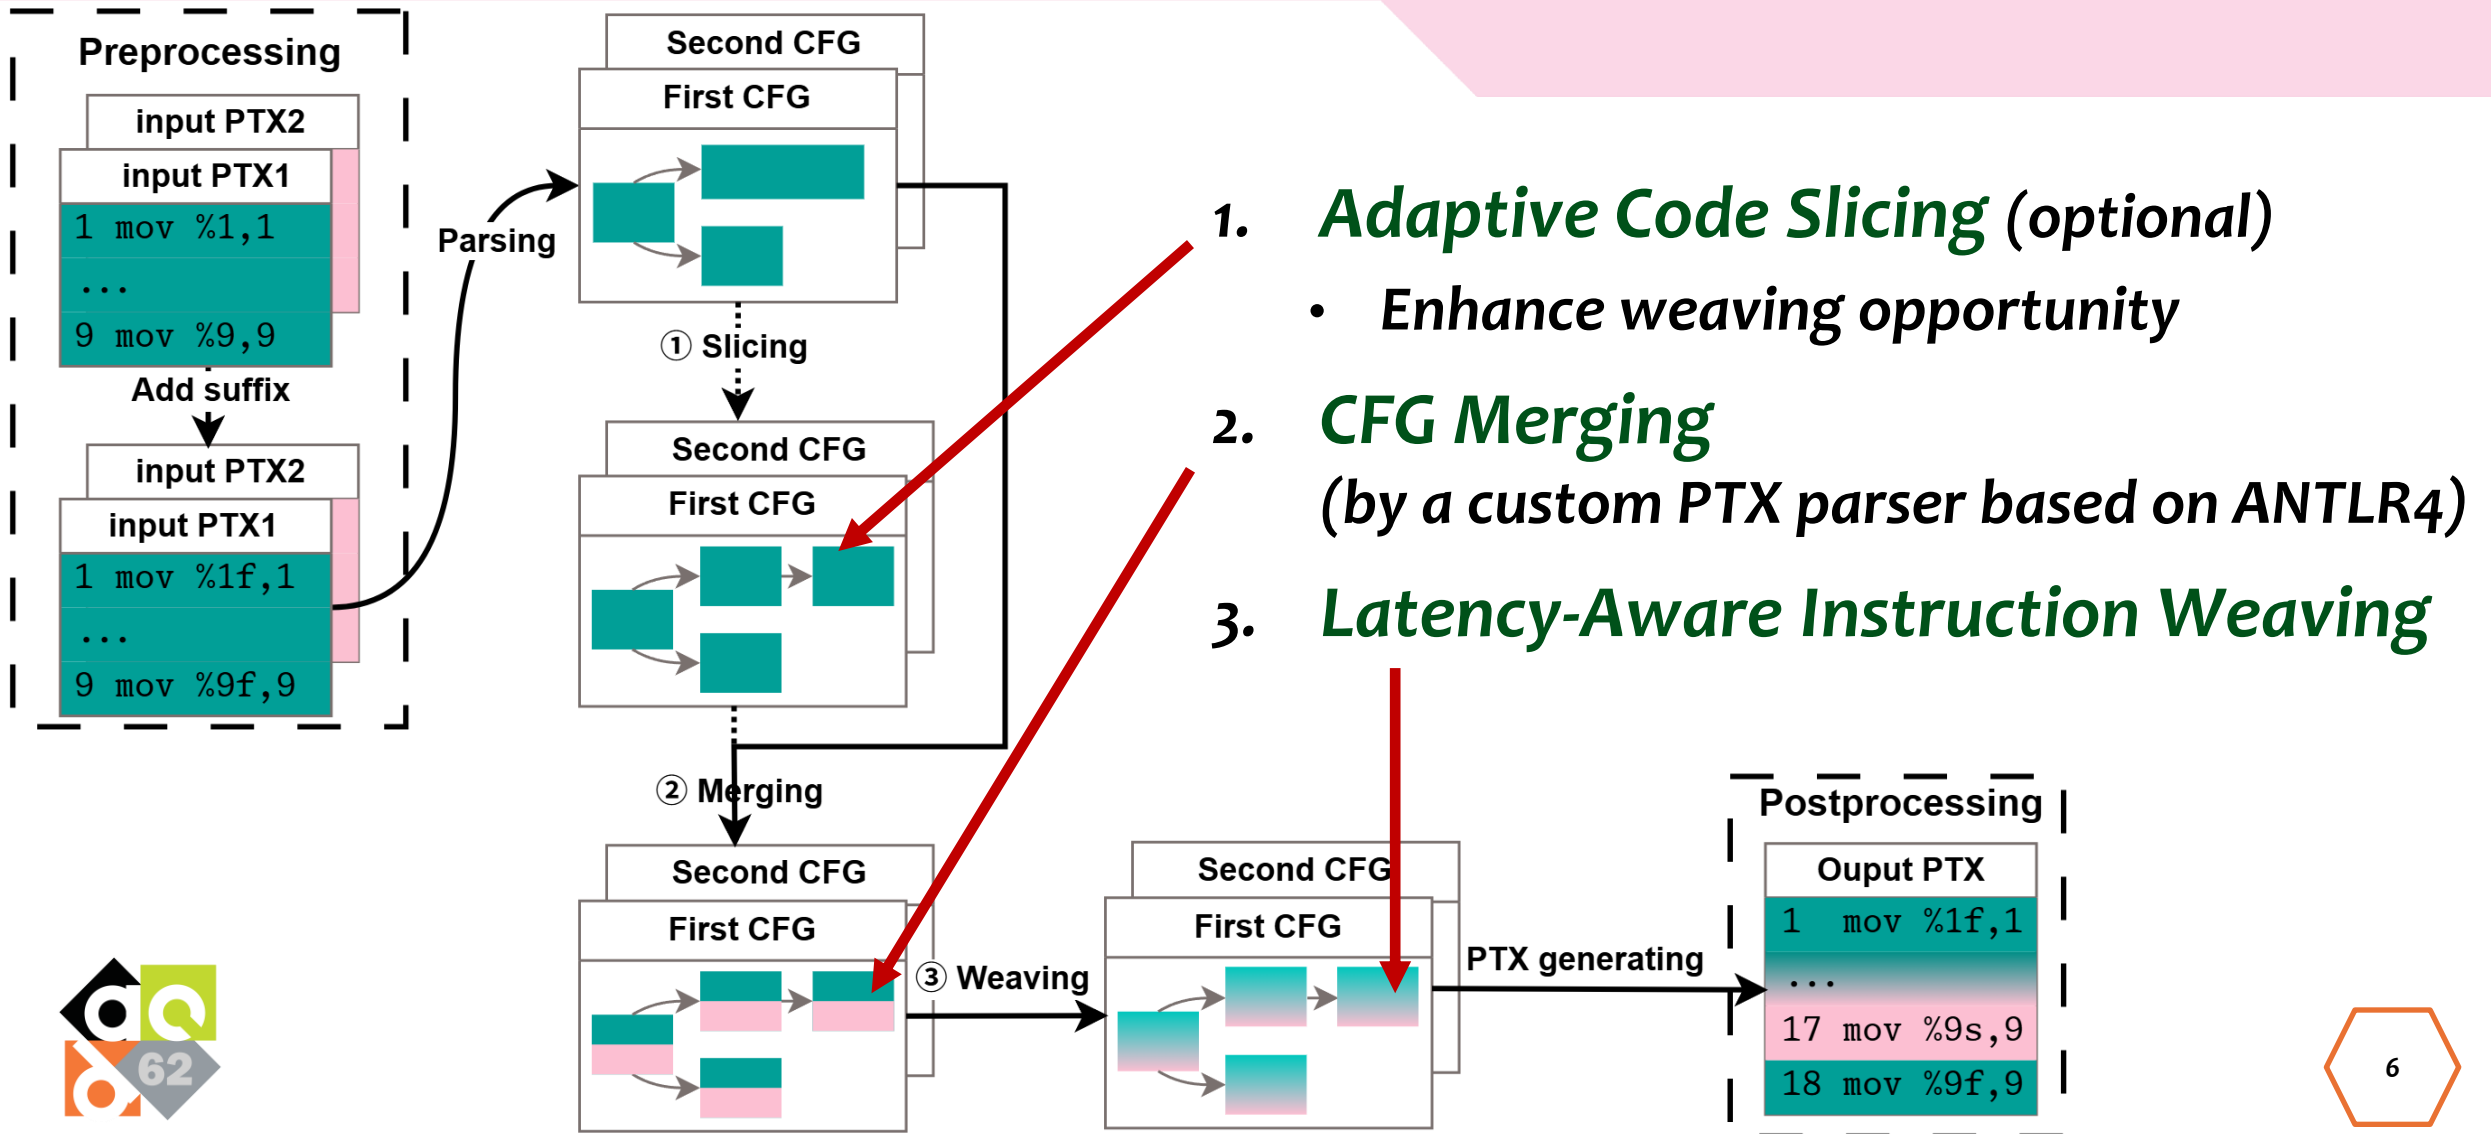 Preprocessing
input PTX2
input PTX1
1 mov %1,1
...
9 mov %9,9
Add suffix
input PTX2
input PTX1
1 mov %1f,1
...
9 mov %9f,9
Parsing
Second CFG
First CFG
① Slicing
Second CFG
First CFG
② Merging
Second CFG
First CFG
③ Weaving
Second CFG
First CFG
PTX generating
Postprocessing
Ouput PTX
1 mov %1f,1
...
17 mov %9s,9
18 mov %9f,9
1. Adaptive Code Slicing (optional)
• Enhance weaving opportunity
2. CFG Merging
(by a custom PTX parser based on ANTLR4)
3. Latency-Aware Instruction Weaving
62
6